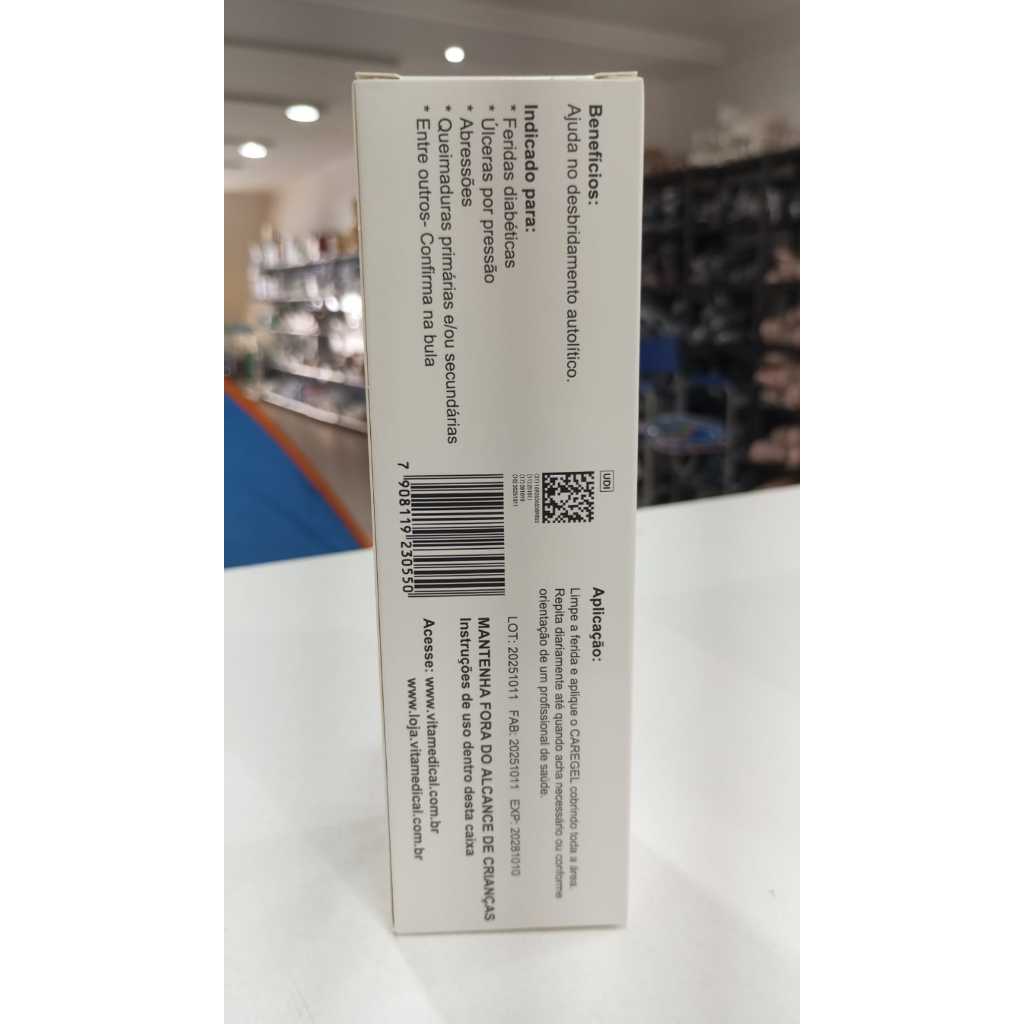 Benefícios:
Ajuda no desbridamento autolítico.
Indicado para:
* Feridas diabéticas
* Úlceras por pressão
* Abressões
* Queimaduras primárias e/ou secundárias
* Entre outros- Confirma na bula
UDI
7 908119 230550
Aplicação:
Limpe a ferida e aplique o CAREGEL cobrindo toda a área.
Repita diariamente até quando acha necessário ou conforme
orientação de um profissional de saúde.
LOT: 20251011 FAB: 20251011 EXP: 20281010
MANTENHA FORA DO ALCANCE DE CRIANÇAS
Instruções de uso dentro desta caixa
Acesse: www.vitamedical.com.br
www.loja.vitamedical.com.br